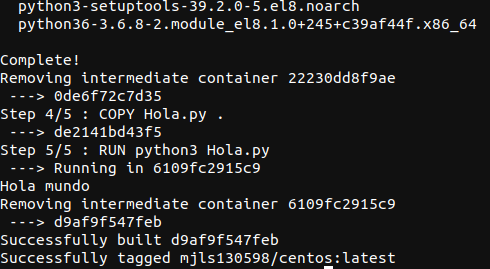 python3-setuptools-39.2.0-5.el8.noarch
python36-3.6.8-2.module_el8.1.0+245+c39af44f.x86_64
Complete!
Removing intermediate container 22230dd8f9ae
---> 0de6f72c7d35
Step 4/5 : COPY Hola.py .
---> de2141bd43f5
Step 5/5 : RUN python3 Hola.py
---> Running in 6109fc2915c9
Hola mundo
Removing intermediate container 6109fc2915c9
---> d9af9f547feb
Successfully built d9af9f547feb
Successfully tagged mjls130598/centos:latest